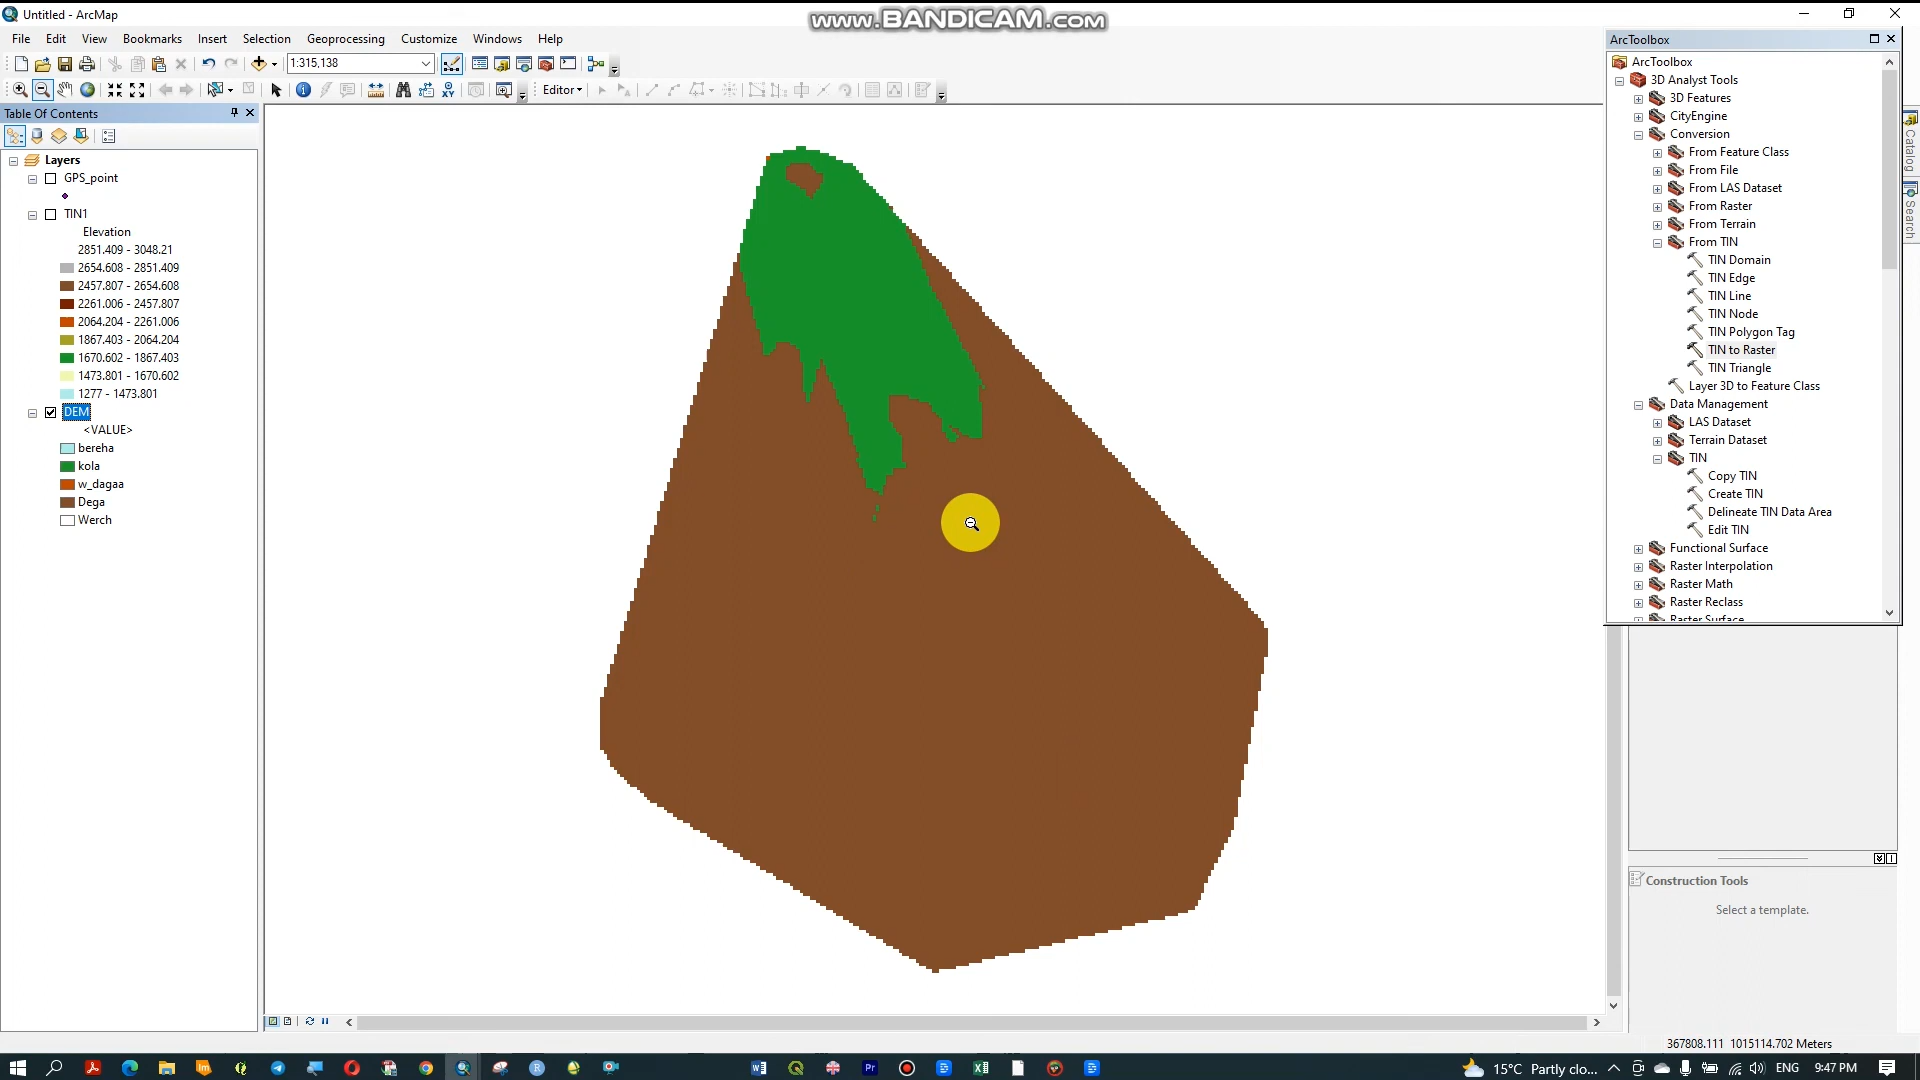 Untitled - ArcMap
www.BANDICAM.com
File Edit View Bookmarks Insert Selection Geoprocessing Customize Windows Help
1:315,138
Editor
Table Of Contents
Layers
GPS_point
TIN1
Elevation
2851.409 - 3048.21
2654.608 - 2851.409
2457.807 - 2654.608
2261.006 - 2457.807
2064.204 - 2261.006
1867.403 - 2064.204
1670.602 - 1867.403
1473.801 - 1670.602
1277 - 1473.801
DEM
<VALUE>
bereha
kola
w_dagaa
Dega
Werch
ArcToolbox
ArcToolbox
3D Analyst Tools
3D Features
CityEngine
Conversion
From Feature Class
From File
From LAS Dataset
From Raster
From Terrain
From TIN
TIN Domain
TIN Edge
TIN Line
TIN Node
TIN Polygon Tag
TIN to Raster
TIN Triangle
Layer 3D to Feature Class
Data Management
LAS Dataset
Terrain Dataset
TIN
Copy TIN
Create TIN
Delineate TIN Data Area
Edit TIN
Functional Surface
Raster Interpolation
Raster Math
Raster Reclass
Raster Surface
Catalog
Search
Construction Tools
Select a template.
367808.111 1015114.702 Meters
15°C Partly clo... ENG 9:47 PM